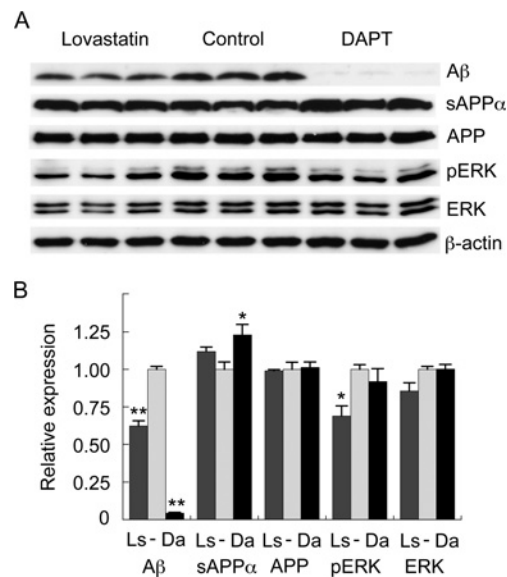 A
Lovastatin Control DAPT
Aβ
sAPPα
APP
pERK
ERK
β-actin
B
Relative expression
1.25
1.00
0.75
0.50
0.25
0
** ** * *
Ls - Da Ls - Da Ls - Da Ls - Da Ls - Da
Aβ sAPPα APP pERK ERK